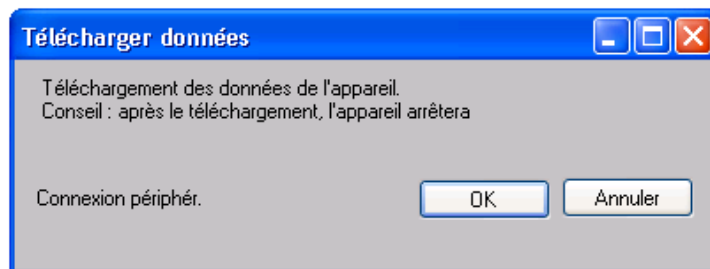 Télécharger données
Téléchargement des données de l'appareil.
Conseil : après le téléchargement, l'appareil arrêtera
Connexion périphér.
OK
Annuler